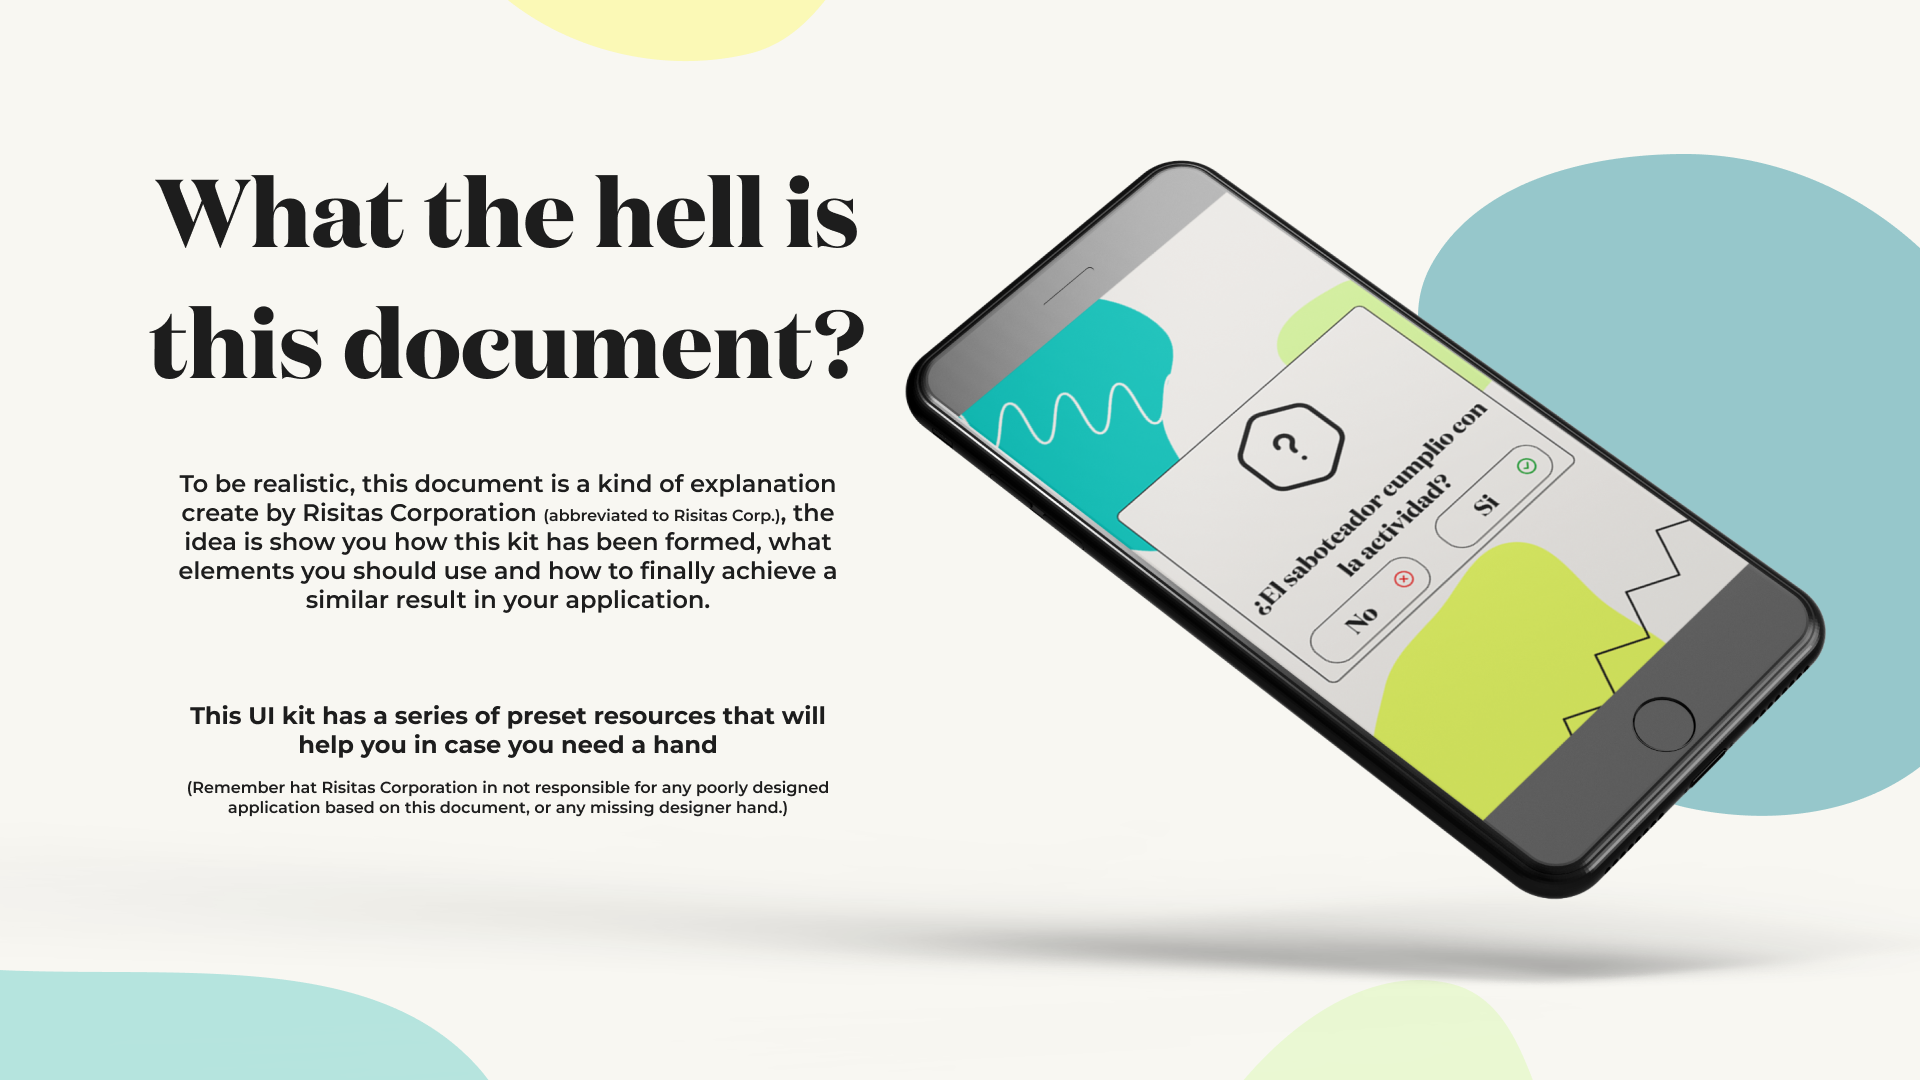 What the hell is
this document?
To be realistic, this document is a kind of explanation
create by Risitas Corporation (abbreviated to Risitas Corp.), the
idea is show you how this kit has been formed, what
elements you should use and how to finally achieve a
similar result in your application.
This UI kit has a series of preset resources that will
help you in case you need a hand
(Remember hat Risitas Corporation in not responsible for any poorly designed
application based on this document, or any missing designer hand.)
?
¿El saboteador cumplio con
la actividad?
No
Si